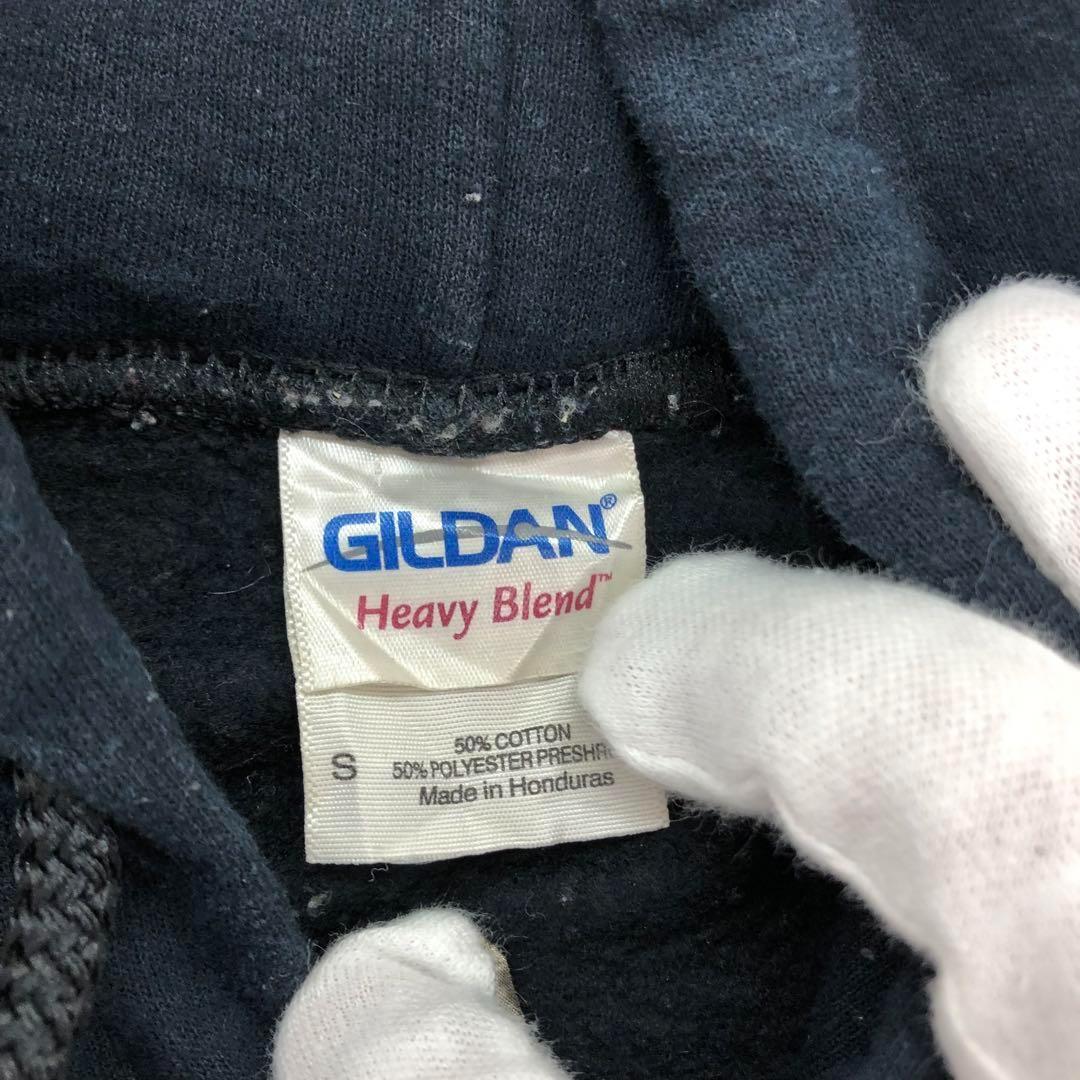 GILDAN®
Heavy Blend™
S
50% COTTON
50% POLYESTER
Made in Honduras